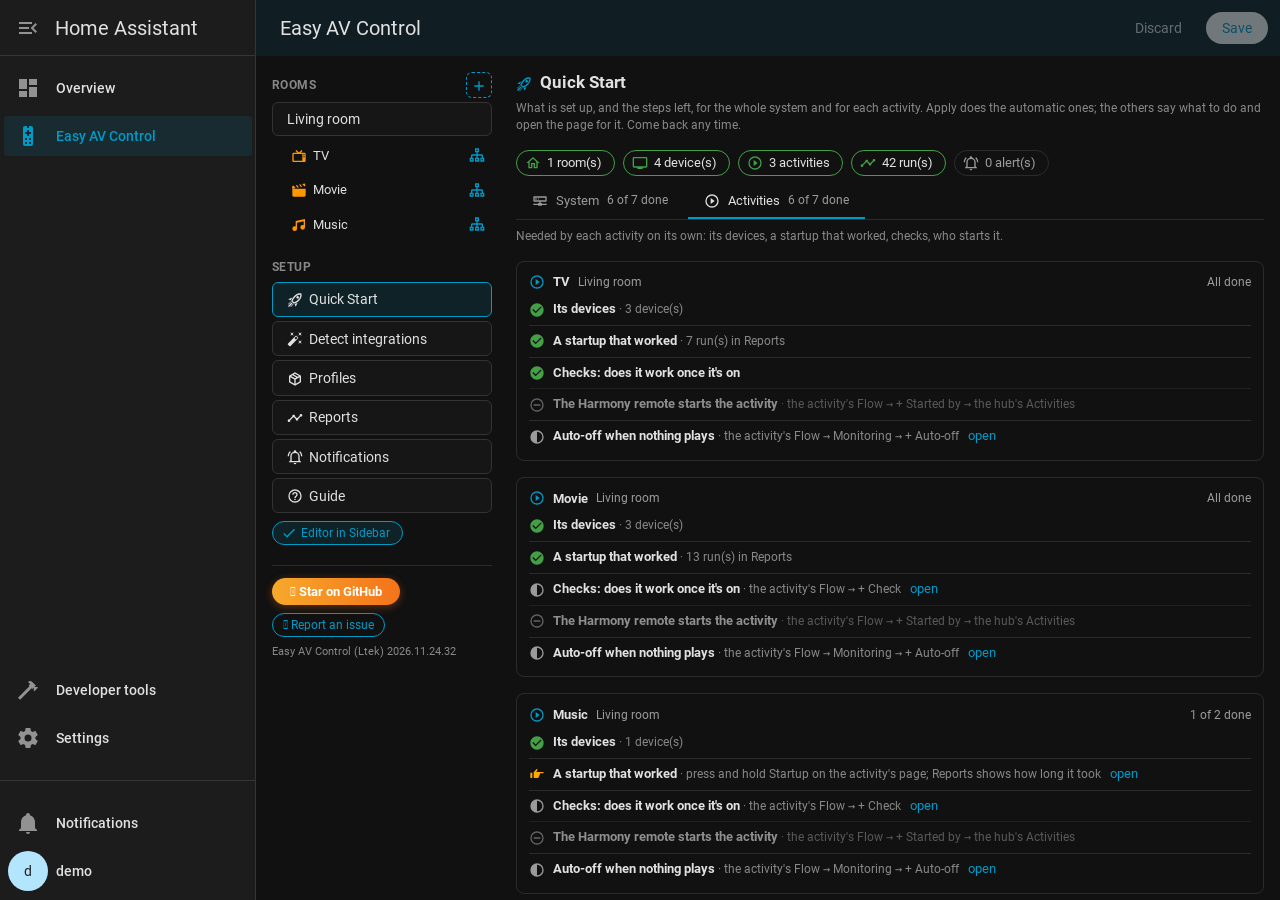 Home Assistant
Overview
Easy AV Control
Developer tools
Settings
Notifications
d
demo
Easy AV Control
Discard
Save
ROOMS
Living room
TV
Movie
Music
SETUP
Quick Start
Detect integrations
Profiles
Reports
Notifications
Guide
Editor in Sidebar
Star on GitHub
Report an issue
Easy AV Control (Ltek) 2026.11.24.32
Quick Start
What is set up, and the steps left, for the whole system and for each activity. Apply does the automatic ones; the others say what to do and
open the page for it. Come back any time.
1 room(s)
4 device(s)
3 activities
42 run(s)
0 alert(s)
System 6 of 7 done
Activities 6 of 7 done
Needed by each activity on its own: its devices, a startup that worked, checks, who starts it.
TV Living room All done
Its devices · 3 device(s)
A startup that worked · 7 run(s) in Reports
Checks: does it work once it's on
The Harmony remote starts the activity · the activity's Flow → + Started by → the hub's Activities
Auto-off when nothing plays · the activity's Flow → Monitoring → + Auto-off open
Movie Living room All done
Its devices · 3 device(s)
A startup that worked · 13 run(s) in Reports
Checks: does it work once it's on · the activity's Flow → + Check open
The Harmony remote starts the activity · the activity's Flow → + Started by → the hub's Activities
Auto-off when nothing plays · the activity's Flow → Monitoring → + Auto-off open
Music Living room 1 of 2 done
Its devices · 1 device(s)
A startup that worked · press and hold Startup on the activity's page; Reports shows how long it took open
Checks: does it work once it's on · the activity's Flow → + Check open
The Harmony remote starts the activity · the activity's Flow → + Started by → the hub's Activities
Auto-off when nothing plays · the activity's Flow → Monitoring → + Auto-off open